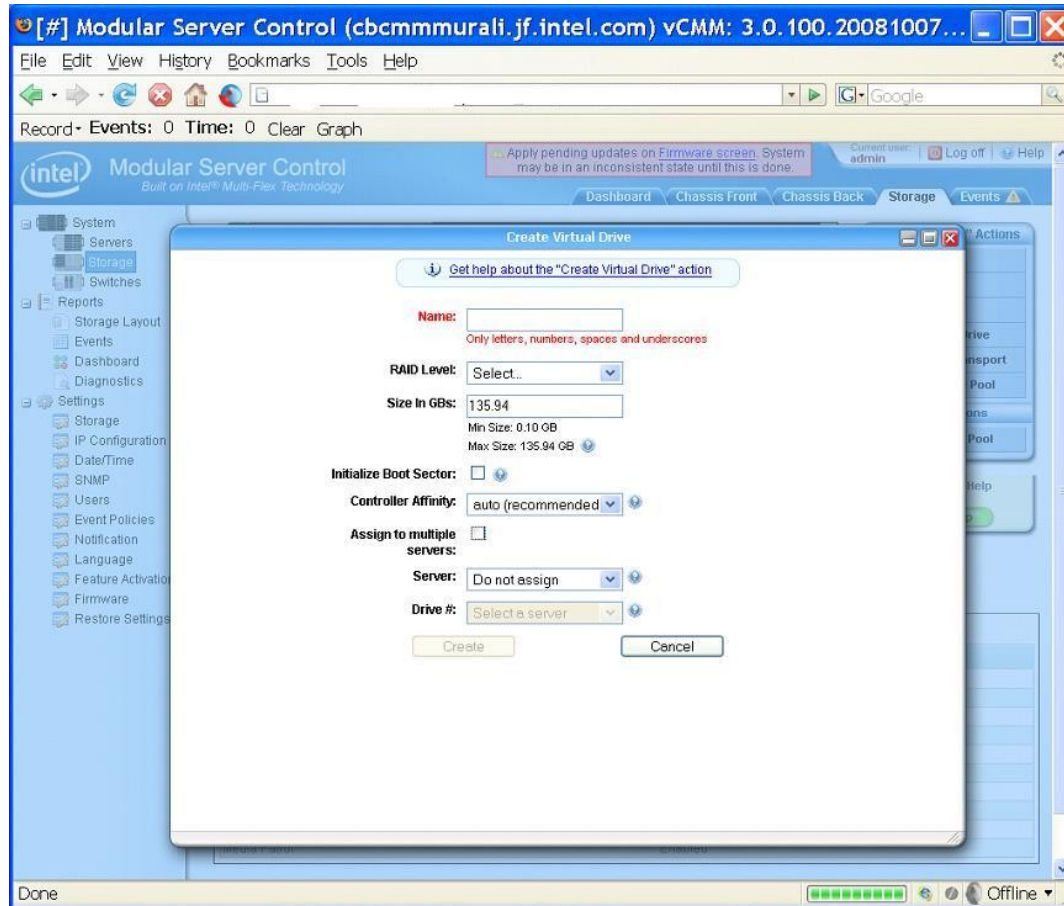 [#] Modular Server Control (cbcmmmurali.jf.intel.com) vCMM: 3.0.100.20081007...
File Edit View History Bookmarks Tools Help
G Google
Record Events: 0 Time: 0 Clear Graph
intel Modular Server Control
Built on Intel® Multi-Flex Technology
Apply pending updates on Firmware screen. System
may be in an inconsistent state until this is done.
Current user:
admin
Log off
Help
Dashboard
Chassis Front
Chassis Back
Storage
Events
System
Servers
Storage
Switches
Reports
Storage Layout
Events
Dashboard
Diagnostics
Settings
Storage
IP Configuration
Date/Time
SNMP
Users
Event Policies
Notification
Language
Feature Activatio
Firmware
Restore Settings
Create Virtual Drive
Get help about the "Create Virtual Drive" action
Name:
Only letters, numbers, spaces and underscores
RAID Level: Select...
Size In GBs: 135.94
Min Size: 0.10 GB
Max Size: 135.94 GB
Initialize Boot Sector:
Controller Affinity: auto (recommended
Assign to multiple
servers:
Server: Do not assign
Drive #: Select a server
Create
Cancel
" Actions
rive
nsport
Pool
ons
Pool
Help
Media Patrol
Enabled
Done
Offline